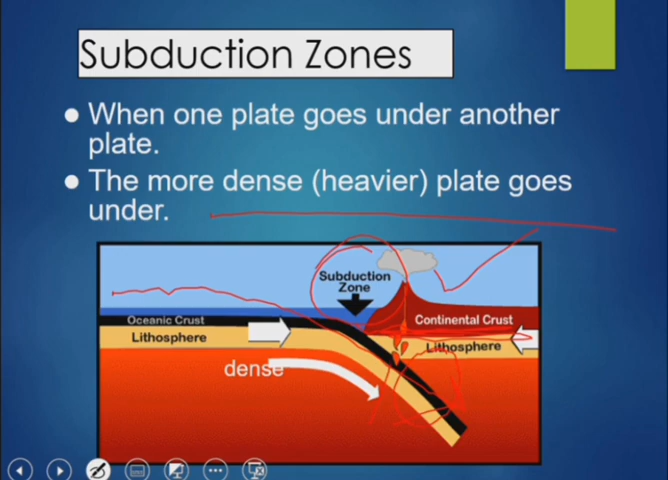 Subduction Zones
When one plate goes under another
plate.
The more dense (heavier) plate goes
under.
Subduction
Zone
Oceanic Crust
Continental Crust
Lithosphere
Lithosphere
dense